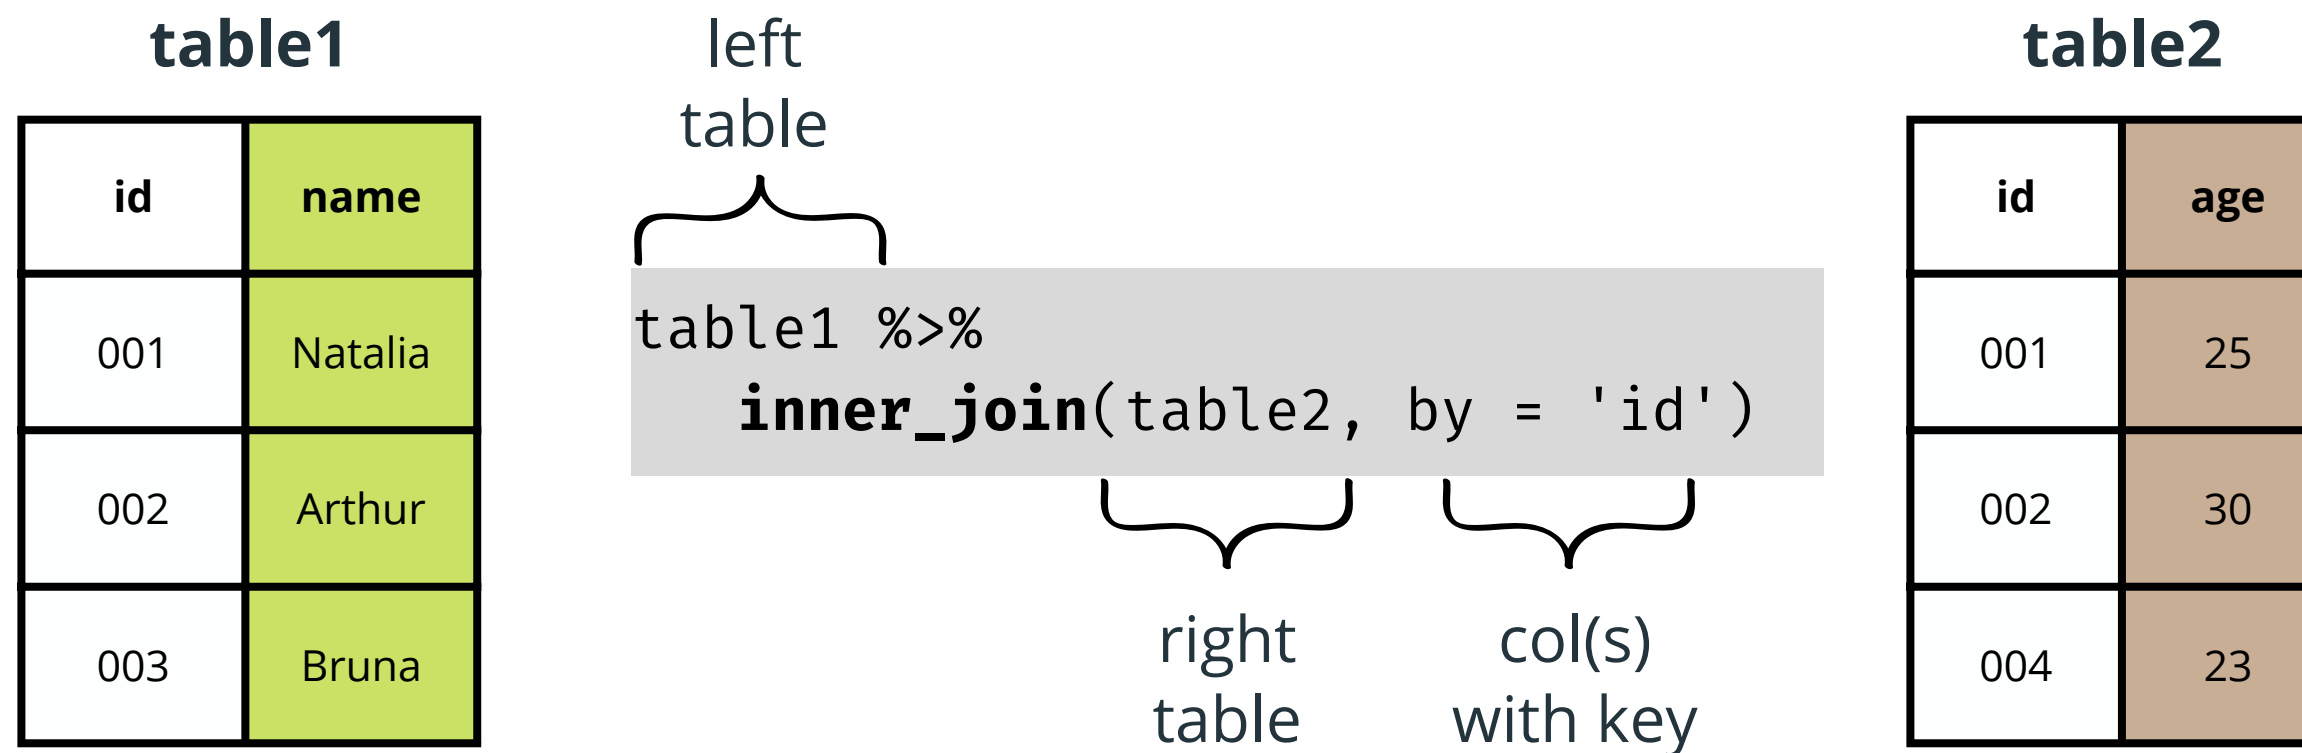 table1
id name
001 Natalia
002 Arthur
003 Bruna
left
table
table1 %>%
inner_join(table2, by = 'id')
right
table
col(s)
with key
table2
id age
001 25
002 30
004 23